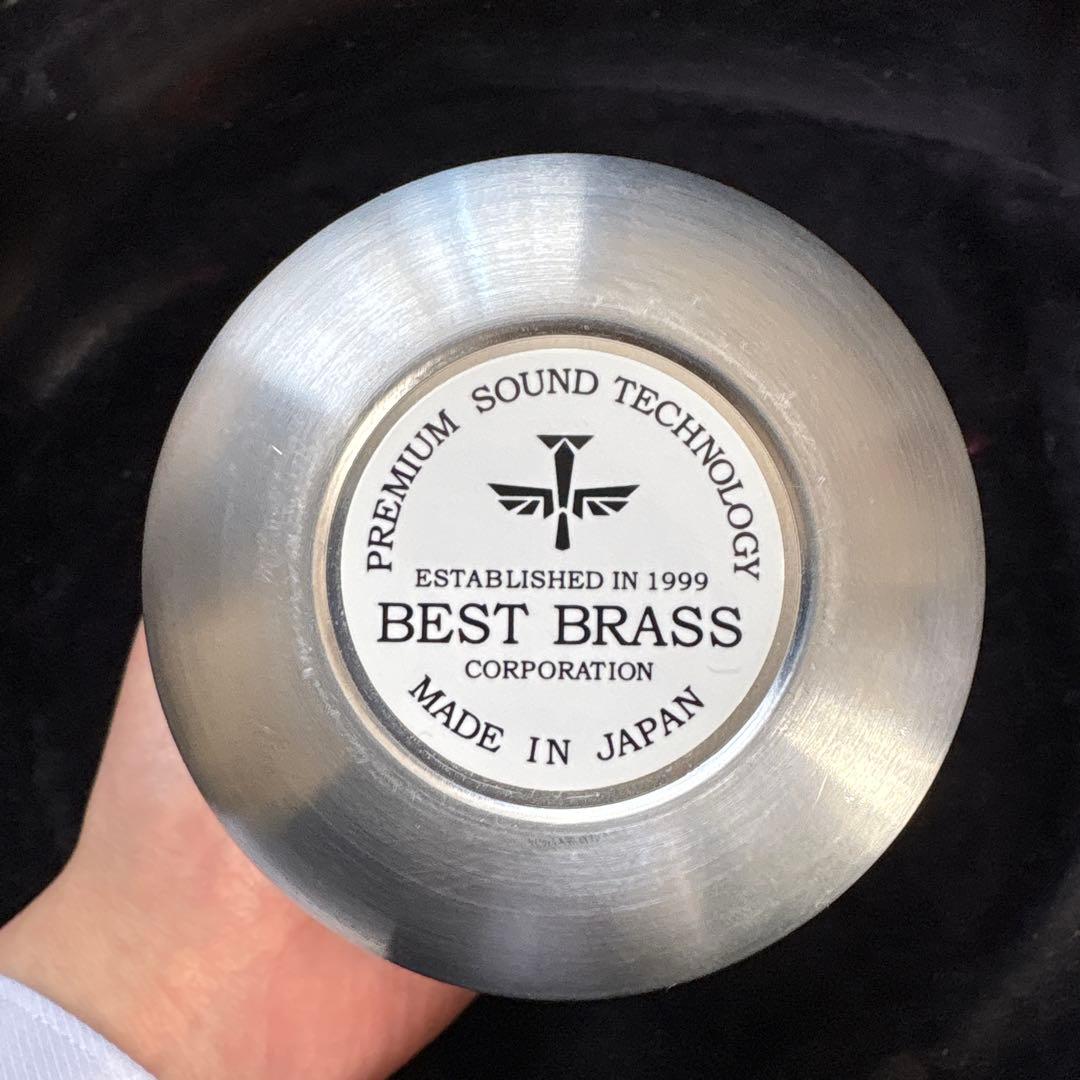 PREMIUM SOUND TECHNOLOGY
ESTABLISHED IN 1999
BEST BRASS
CORPORATION
MADE IN JAPAN